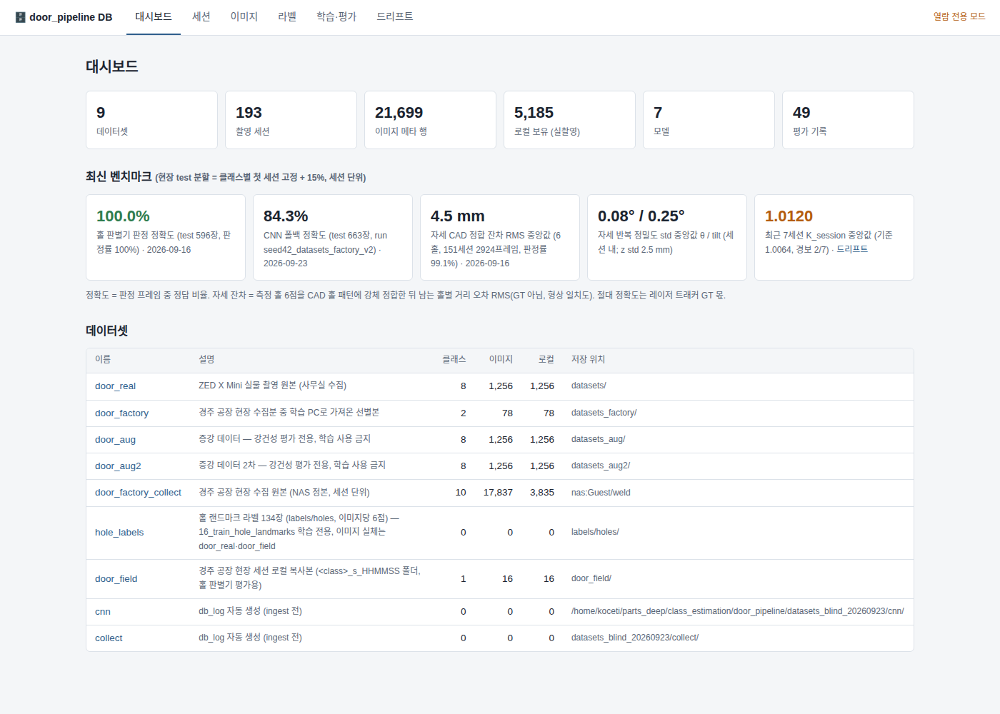 door_pipeline DB 대시보드 세션 이미지 라벨 학습·평가 드리프트 열람 전용 모드
대시보드
9 193 21,699 5,185 7 49
데이터셋 촬영 세션 이미지 메타 행 로컬 보유 (실촬영) 모델 평가 기록
최신 벤치마크 (현장 test 분할 = 클래스별 첫 세션 고정 + 15%, 세션 단위)
100.0%
홀 판별기 판정 정확도 (test 596장, 판
정률 100%) · 2026-09-16
84.3%
CNN 폴백 정확도 (test 663장, run
seed42_datasets_factory_v2) ·
2026-09-23
4.5 mm
자세 CAD 정합 잔차 RMS 중앙값 (6
홀, 151세션 2924프레임, 판정률
99.1%) · 2026-09-16
0.08° / 0.25°
자세 반복 정밀도 std 중앙값 θ / tilt (세
션 내; z std 2.5 mm)
1.0120
최근 7세션 K_session 중앙값 (기준
1.0064, 경보 2/7) · 드리프트
정확도 = 판정 프레임 중 정답 비율. 자세 잔차 = 측정 홀 6점을 CAD 홀 패턴에 강체 정합한 뒤 남는 홀별 거리 오차 RMS(GT 아님, 형상 일치도). 절대 정확도는 레이저 트래커 GT 몫.
데이터셋
이름 설명 클래스 이미지 로컬 저장 위치
door_real ZED X Mini 실물 촬영 원본 (사무실 수집) 8 1,256 1,256 datasets/
door_factory 경주 공장 현장 수집분 중 학습 PC로 가져온 선별본 2 78 78 datasets_factory/
door_aug 증강 데이터 — 강건성 평가 전용, 학습 사용 금지 8 1,256 1,256 datasets_aug/
door_aug2 증강 데이터 2차 — 강건성 평가 전용, 학습 사용 금지 8 1,256 1,256 datasets_aug2/
door_factory_collect 경주 공장 현장 수집 원본 (NAS 정본, 세션 단위) 10 17,837 3,835 nas:Guest/weld
홀 랜드마크 라벨 134장 (labels/holes, 이미지당 6점) —
hole_labels 16_train_hole_landmarks 학습 전용, 이미지 실체는 0 0 0 labels/holes/
door_real·door_field
경주 공장 현장 세션 로컬 복사본 (<class>_s_HHMMSS 폴더,
door_field 1 16 16 door_field/
홀 판별기 평가용)
cnn db_log 자동 생성 (ingest 전) 0 0 0 /home/koceti/parts_deep/class_estimation/door_pipeline/datasets_blind_20260923/cnn/
collect db_log 자동 생성 (ingest 전) 0 0 0 datasets_blind_20260923/collect/